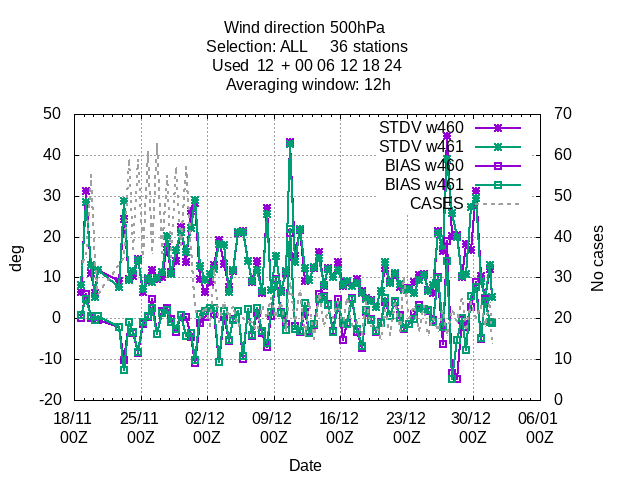 Wind direction 500hPa
Selection: ALL 36 stations
Used 12 + 00 06 12 18 24
Averaging window: 12h
50 70
STDV w460
STDV w461
40 60
BIAS w460
BIAS w461
30 50
CASES
20 40
deg
No cases
10 30
0 20
-10 10
-20 0
18/11 25/11 02/12 09/12 16/12 23/12 30/12 06/01
00Z 00Z 00Z 00Z 00Z 00Z 00Z 00Z
Date